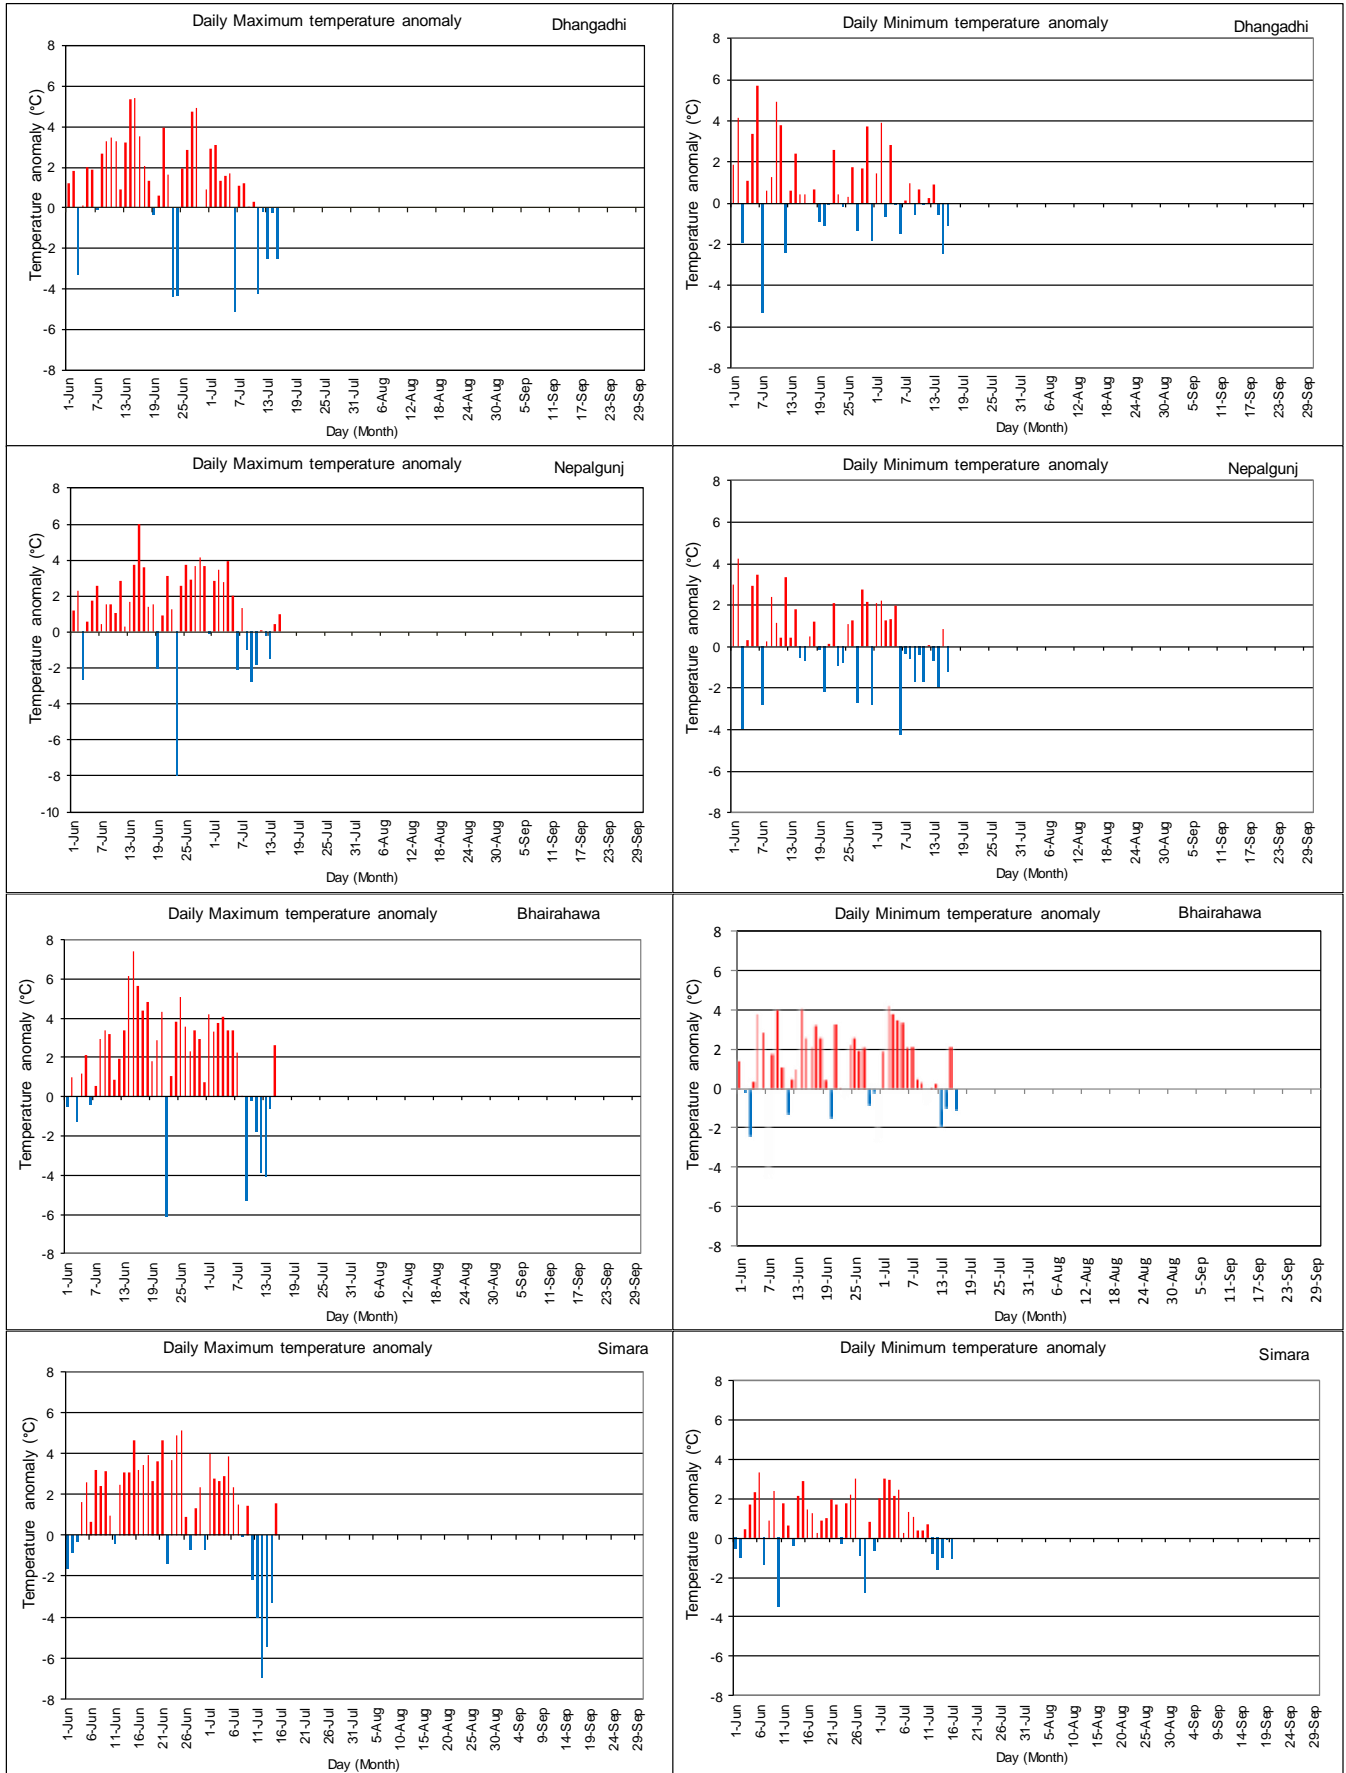 Daily Maximum temperature anomaly
Dhangadhi
Temperature anomaly (°C)
8
6
4
2
0
-2
-4
-6
-8
1-Jun
7-Jun
13-Jun
19-Jun
25-Jun
1-Jul
7-Jul
13-Jul
19-Jul
25-Jul
31-Jul
6-Aug
12-Aug
18-Aug
24-Aug
30-Aug
5-Sep
11-Sep
17-Sep
23-Sep
29-Sep
Day (Month)
Daily Minimum temperature anomaly
Dhangadhi
Temperature anomaly (°C)
8
6
4
2
0
-2
-4
-6
-8
1-Jun
7-Jun
13-Jun
19-Jun
25-Jun
1-Jul
7-Jul
13-Jul
19-Jul
25-Jul
31-Jul
6-Aug
12-Aug
18-Aug
24-Aug
30-Aug
5-Sep
11-Sep
17-Sep
23-Sep
29-Sep
Day (Month)
Daily Maximum temperature anomaly
Nepalgunj
Temperature anomaly (°C)
8
6
4
2
0
-2
-4
-6
-8
-10
1-Jun
7-Jun
13-Jun
19-Jun
25-Jun
1-Jul
7-Jul
13-Jul
19-Jul
25-Jul
31-Jul
6-Aug
12-Aug
18-Aug
24-Aug
30-Aug
5-Sep
11-Sep
17-Sep
23-Sep
29-Sep
Day (Month)
Daily Minimum temperature anomaly
Nepalgunj
Temperature anomaly (°C)
8
6
4
2
0
-2
-4
-6
-8
1-Jun
7-Jun
13-Jun
19-Jun
25-Jun
1-Jul
7-Jul
13-Jul
19-Jul
25-Jul
31-Jul
6-Aug
12-Aug
18-Aug
24-Aug
30-Aug
5-Sep
11-Sep
17-Sep
23-Sep
29-Sep
Day (Month)
Daily Maximum temperature anomaly
Bhairahawa
Temperature anomaly (°C)
8
6
4
2
0
-2
-4
-6
-8
1-Jun
7-Jun
13-Jun
19-Jun
25-Jun
1-Jul
7-Jul
13-Jul
19-Jul
25-Jul
31-Jul
6-Aug
12-Aug
18-Aug
24-Aug
30-Aug
5-Sep
11-Sep
17-Sep
23-Sep
29-Sep
Day (Month)
Daily Minimum temperature anomaly
Bhairahawa
Temperature anomaly (°C)
8
6
4
2
0
-2
-4
-6
-8
1-Jun
7-Jun
13-Jun
19-Jun
25-Jun
1-Jul
7-Jul
13-Jul
19-Jul
25-Jul
31-Jul
6-Aug
12-Aug
18-Aug
24-Aug
30-Aug
5-Sep
11-Sep
17-Sep
23-Sep
29-Sep
Day (Month)
Daily Maximum temperature anomaly
Simara
Temperature anomaly (°C)
8
6
4
2
0
-2
-4
-6
-8
1-Jun
6-Jun
11-Jun
16-Jun
21-Jun
26-Jun
1-Jul
6-Jul
11-Jul
16-Jul
21-Jul
26-Jul
31-Jul
5-Aug
10-Aug
15-Aug
20-Aug
25-Aug
30-Aug
4-Sep
9-Sep
14-Sep
19-Sep
24-Sep
29-Sep
Day (Month)
Daily Minimum temperature anomaly
Simara
Temperature anomaly (°C)
8
6
4
2
0
-2
-4
-6
-8
1-Jun
6-Jun
11-Jun
16-Jun
21-Jun
26-Jun
1-Jul
6-Jul
11-Jul
16-Jul
21-Jul
26-Jul
31-Jul
5-Aug
10-Aug
15-Aug
20-Aug
25-Aug
30-Aug
4-Sep
9-Sep
14-Sep
19-Sep
24-Sep
29-Sep
Day (Month)